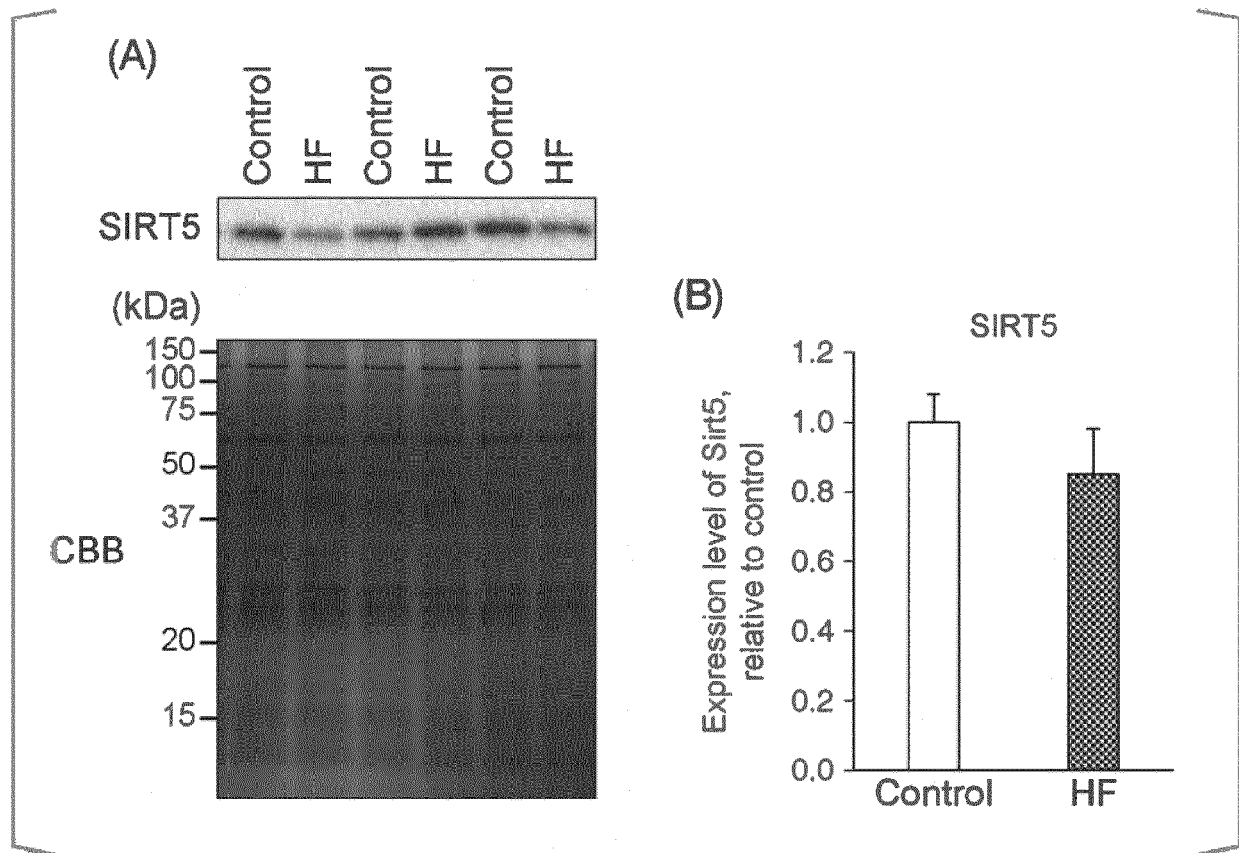 (A)
Control HF Control HF Control HF
SIRT5
(kDa)
150
100
75
50
37
20
15
CBB
(B)
SIRT5
Expression level of Sirt5,
relative to control
1.2
1.0
0.8
0.6
0.4
0.2
0.0
Control HF